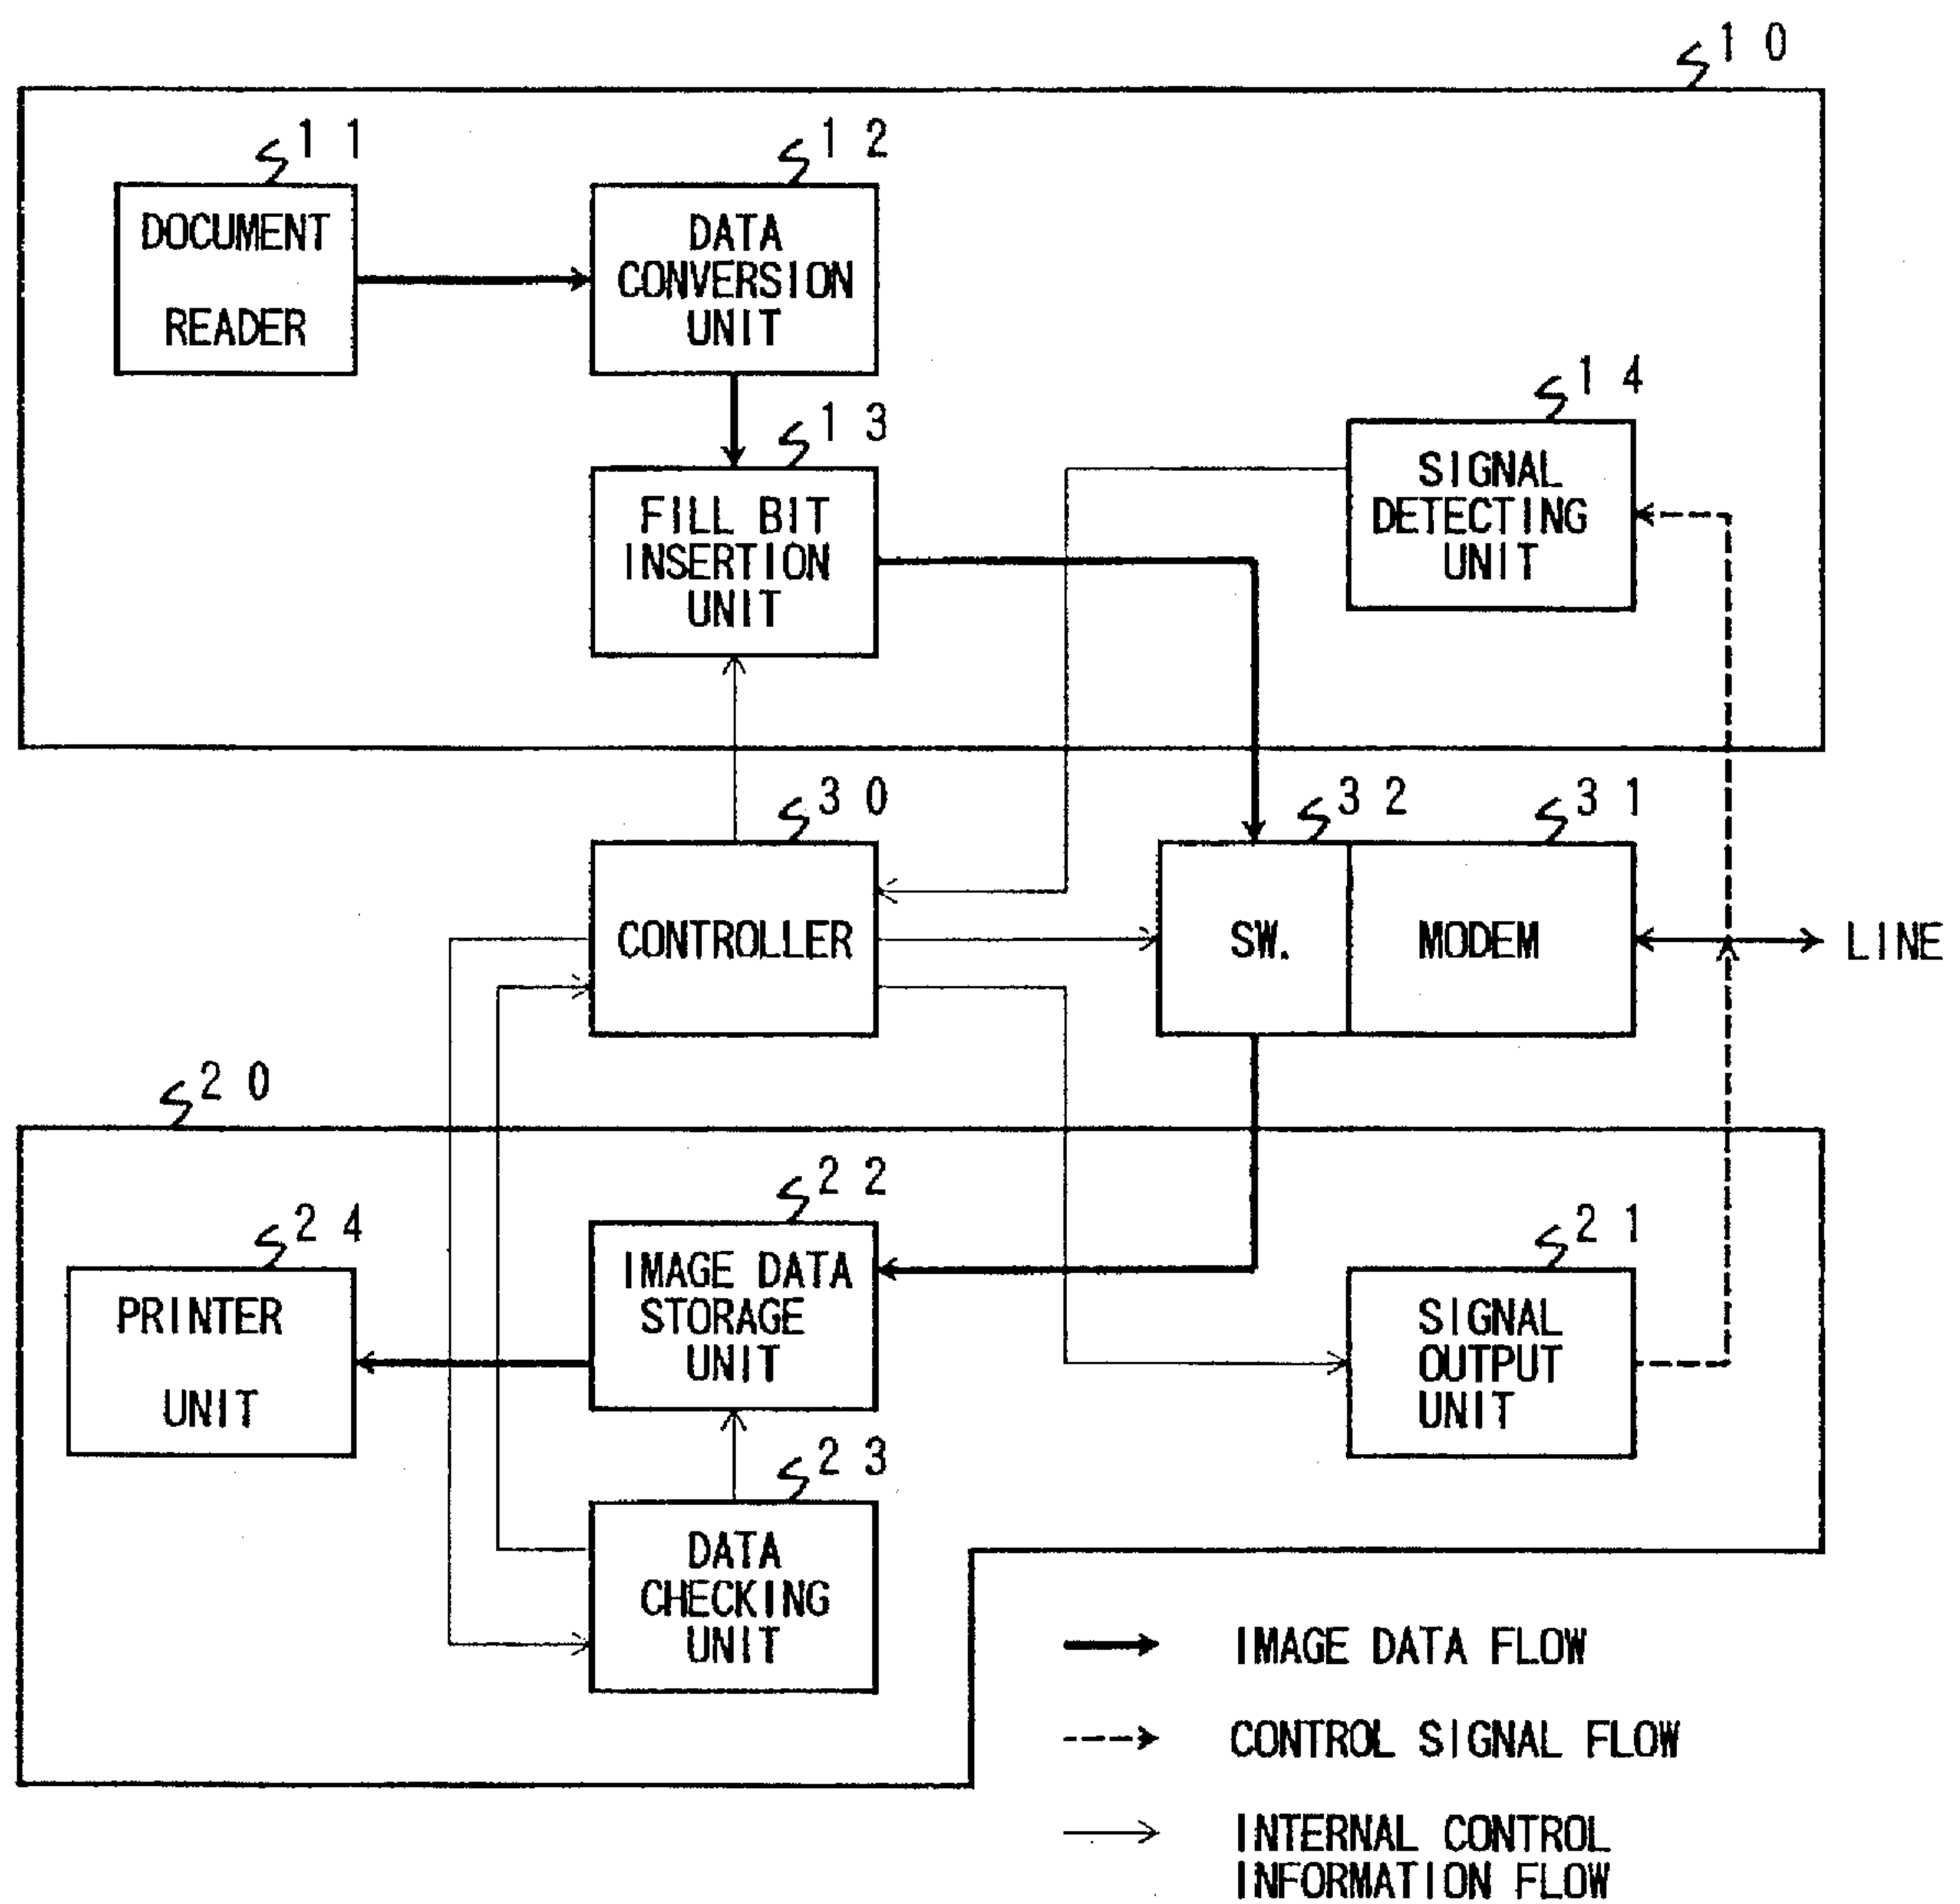 10
11
DOCUMENT
READER
12
DATA
CONVERSION
UNIT
13
FILL BIT
INSERTION
UNIT
14
SIGNAL
DETECTING
UNIT
30
CONTROLLER
32
SW.
31
MODEM
LINE
20
22
IMAGE DATA
STORAGE
UNIT
24
PRINTER
UNIT
21
SIGNAL
OUTPUT
UNIT
23
DATA
CHECKING
UNIT
IMAGE DATA FLOW
CONTROL SIGNAL FLOW
INTERNAL CONTROL
INFORMATION FLOW